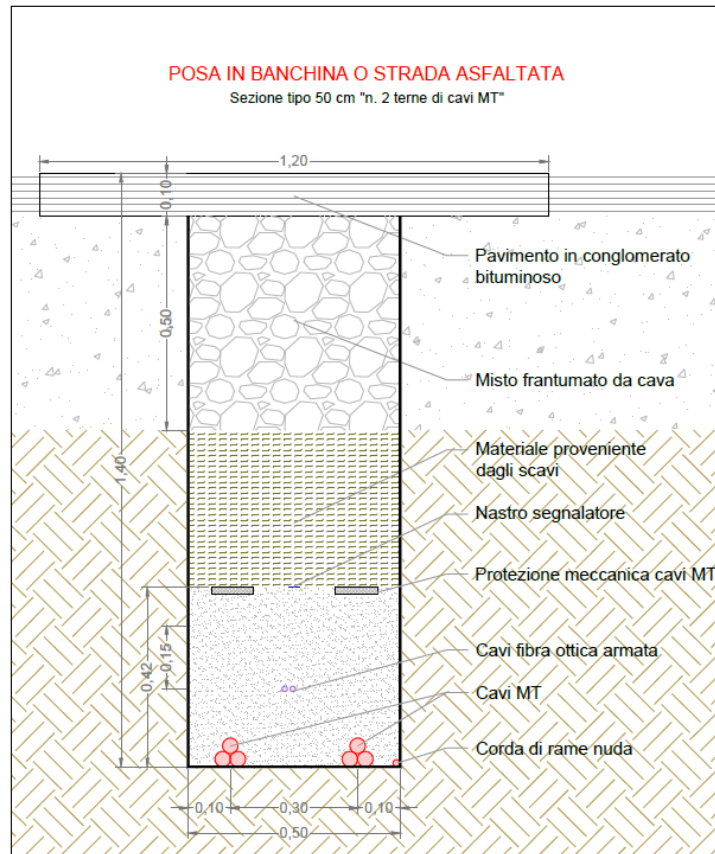 POSA IN BANCHINA O STRADA ASFALTATA
Sezione tipo 50 cm "n. 2 terne di cavi MT"
1,20
0,10
Pavimento in conglomerato
bituminoso
0,50
Misto frantumato da cava
1,40
Materiale proveniente
dagli scavi
Nastro segnalatore
Protezione meccanica cavi MT
0,42
0,15
Cavi fibra ottica armata
Cavi MT
Corda di rame nuda
0,10
0,30
0,10
0,50